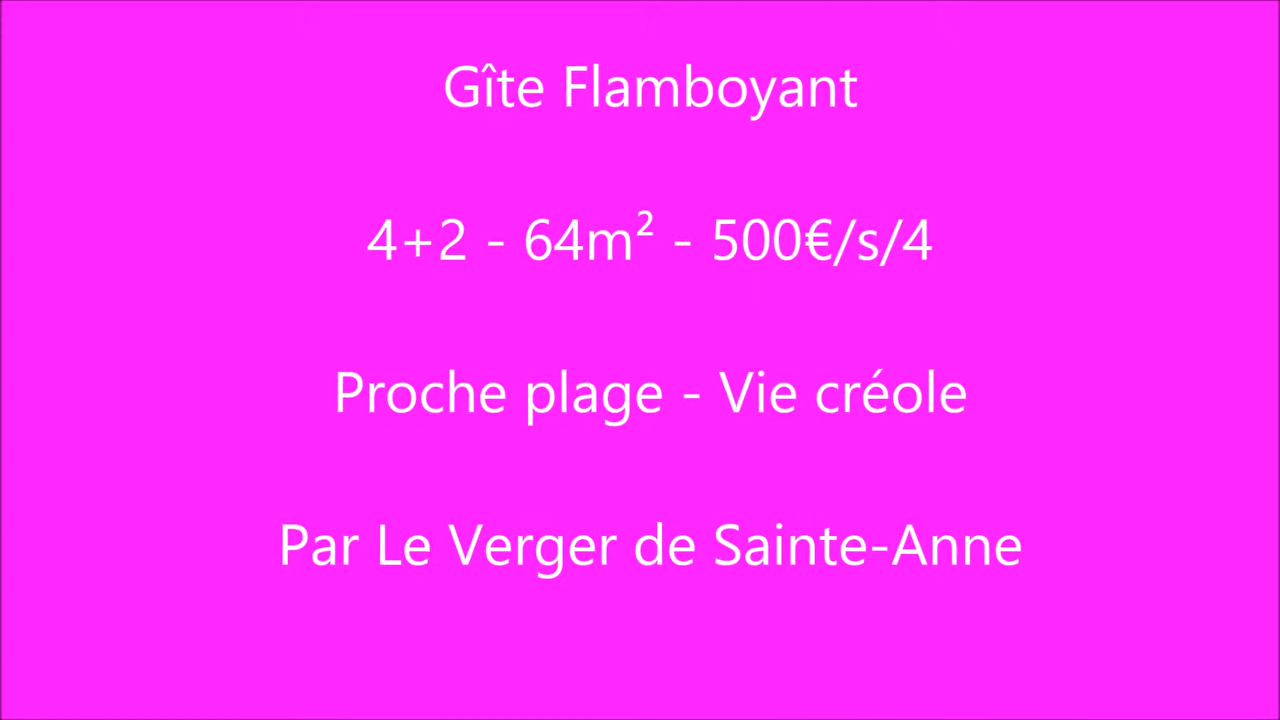 Gîte Flamboyant
4+2 - 64m² - 500€/s/4
Proche plage - Vie créole
Par Le Verger de Sainte-Anne